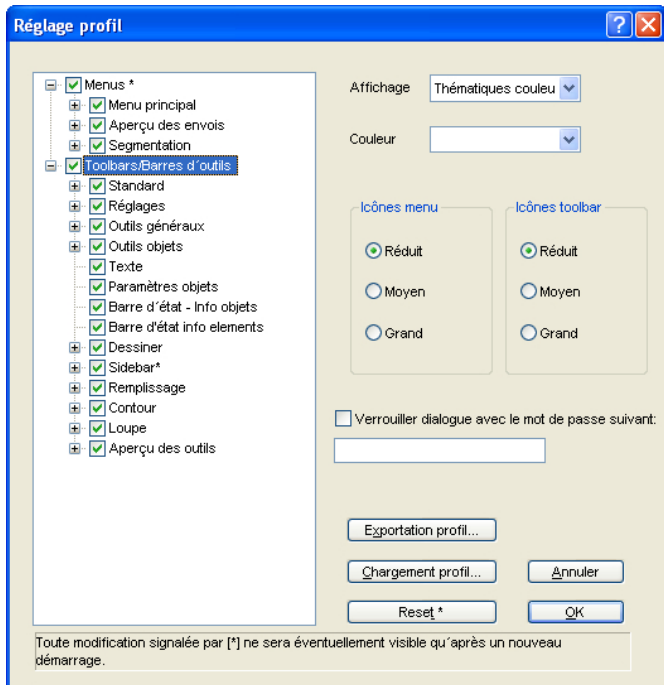 Réglage profil
Menus *
Menu principal
Aperçu des envois
Segmentation
Toolbars/Barres d´outils
Standard
Réglages
Outils généraux
Outils objets
Texte
Paramètres objets
Barre d´état - Info objets
Barre d'état info elements
Dessiner
Sidebar*
Remplissage
Contour
Loupe
Aperçu des outils
Affichage
Thématiques couleu
Couleur
Icônes menu
Réduit
Moyen
Grand
Icônes toolbar
Réduit
Moyen
Grand
Verrouiller dialogue avec le mot de passe suivant:
Exportation profil...
Chargement profil...
Annuler
Reset *
OK
Toute modification signalée par [*] ne sera éventuellement visible qu´après un nouveau
démarrage.